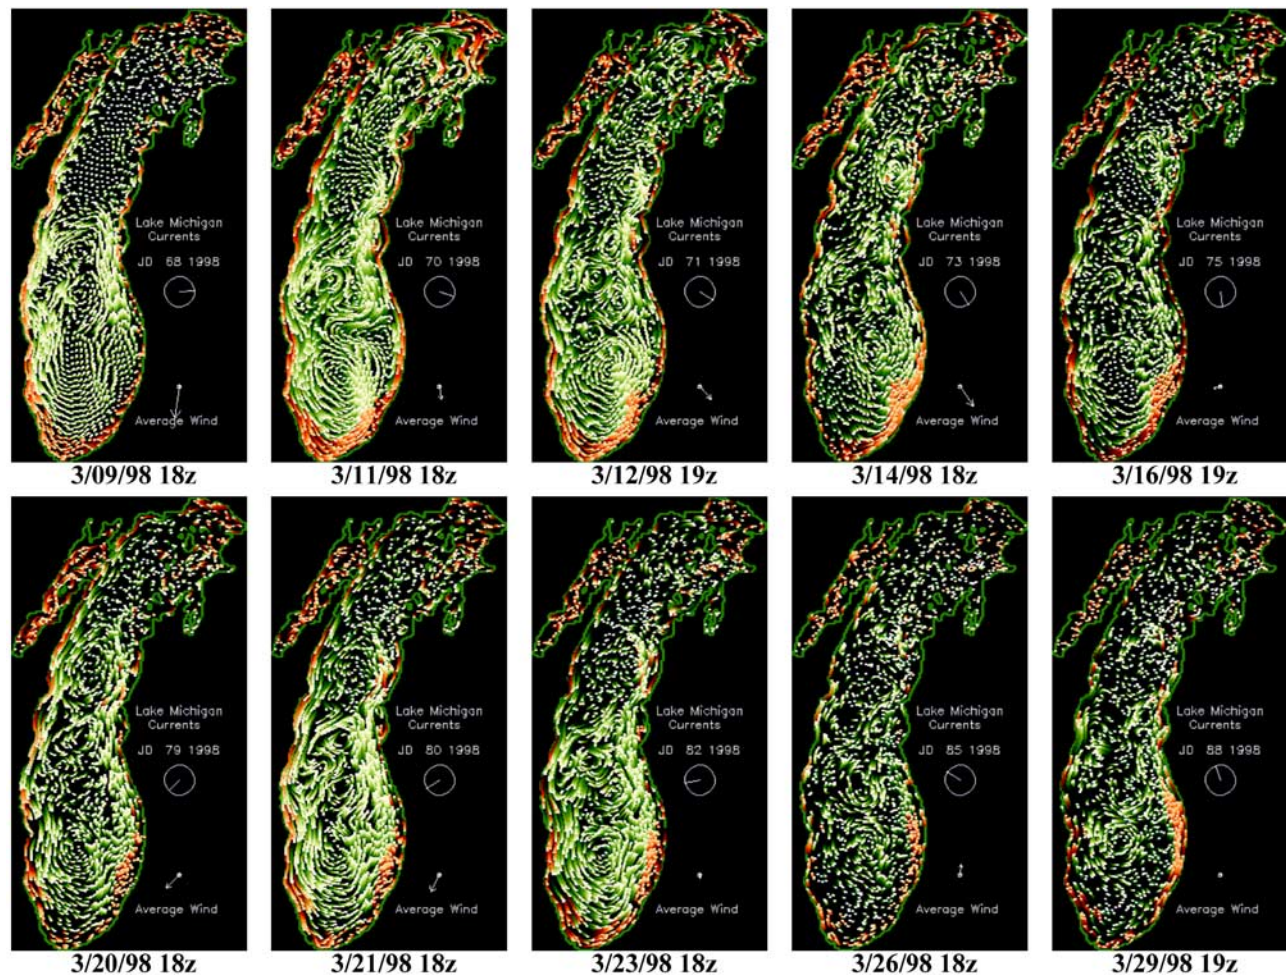 Lake Michigan
Currents
JD 68 1998
Average Wind
3/09/98 18z
Lake Michigan
Currents
JD 70 1998
Average Wind
3/11/98 18z
Lake Michigan
Currents
JD 71 1998
Average Wind
3/12/98 19z
Lake Michigan
Currents
JD 73 1998
Average Wind
3/14/98 18z
Lake Michigan
Currents
JD 75 1998
Average Wind
3/16/98 19z
Lake Michigan
Currents
JD 79 1998
Average Wind
3/20/98 18z
Lake Michigan
Currents
JD 80 1998
Average Wind
3/21/98 18z
Lake Michigan
Currents
JD 82 1998
Average Wind
3/23/98 18z
Lake Michigan
Currents
JD 85 1998
Average Wind
3/26/98 18z
Lake Michigan
Currents
JD 88 1998
Average Wind
3/29/98 19z